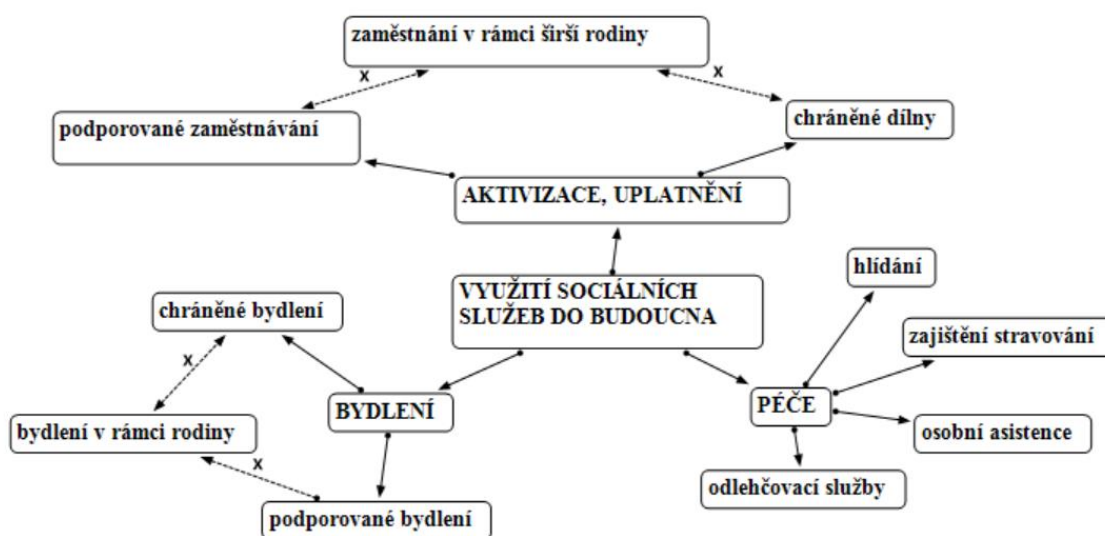 zaměstnání v rámci širší rodiny
x
x
podporované zaměstnávání
chráněné dílny
AKTIVIZACE, UPLATNĚNÍ
hlídání
VYUŽITÍ SOCIÁLNÍCH
SLUŽEB DO BUDOUCNA
chráněné bydlení
zajištění stravování
x
BYDLENÍ
PÉČE
bydlení v rámci rodiny
osobní asistence
x
odlehčovací služby
podporované bydlení